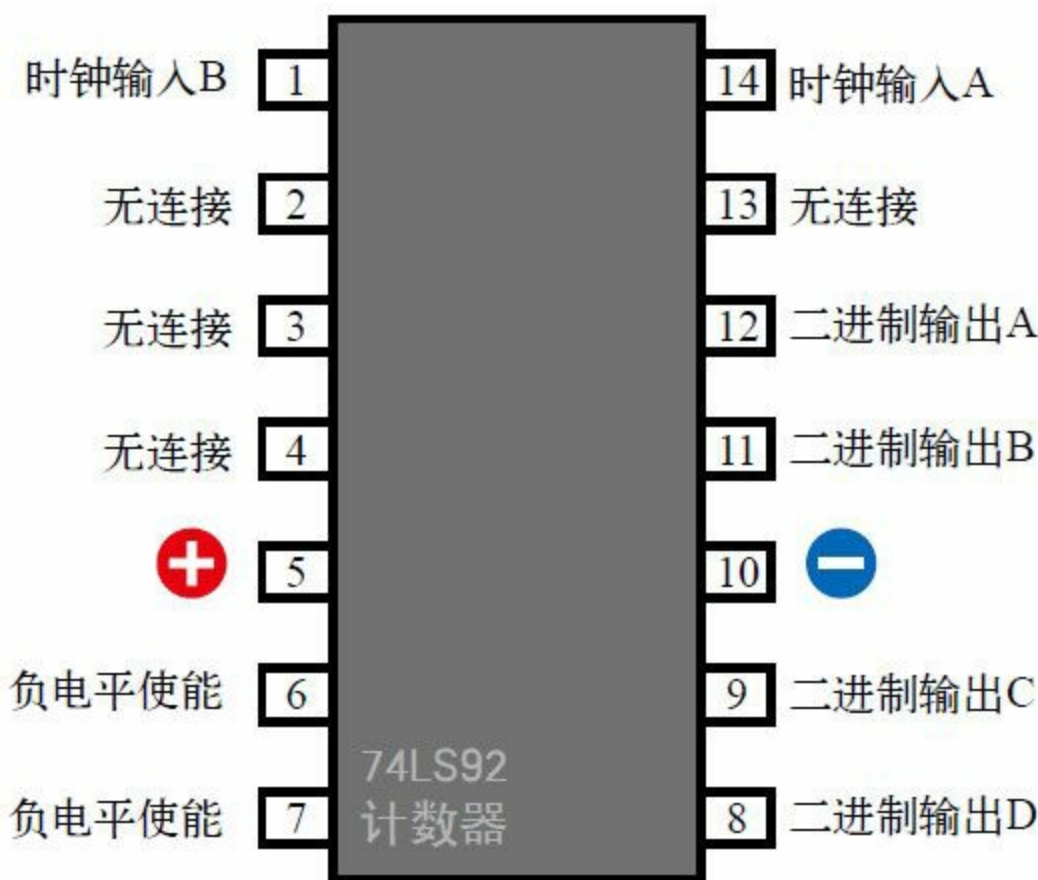 时钟输入B 1 14 时钟输入A
无连接 2 13 无连接
无连接 3 12 二进制输出A
无连接 4 11 二进制输出B
+ 5 10 −
负电平使能 6 9 二进制输出C
74LS92
负电平使能 7 8 二进制输出D
计数器